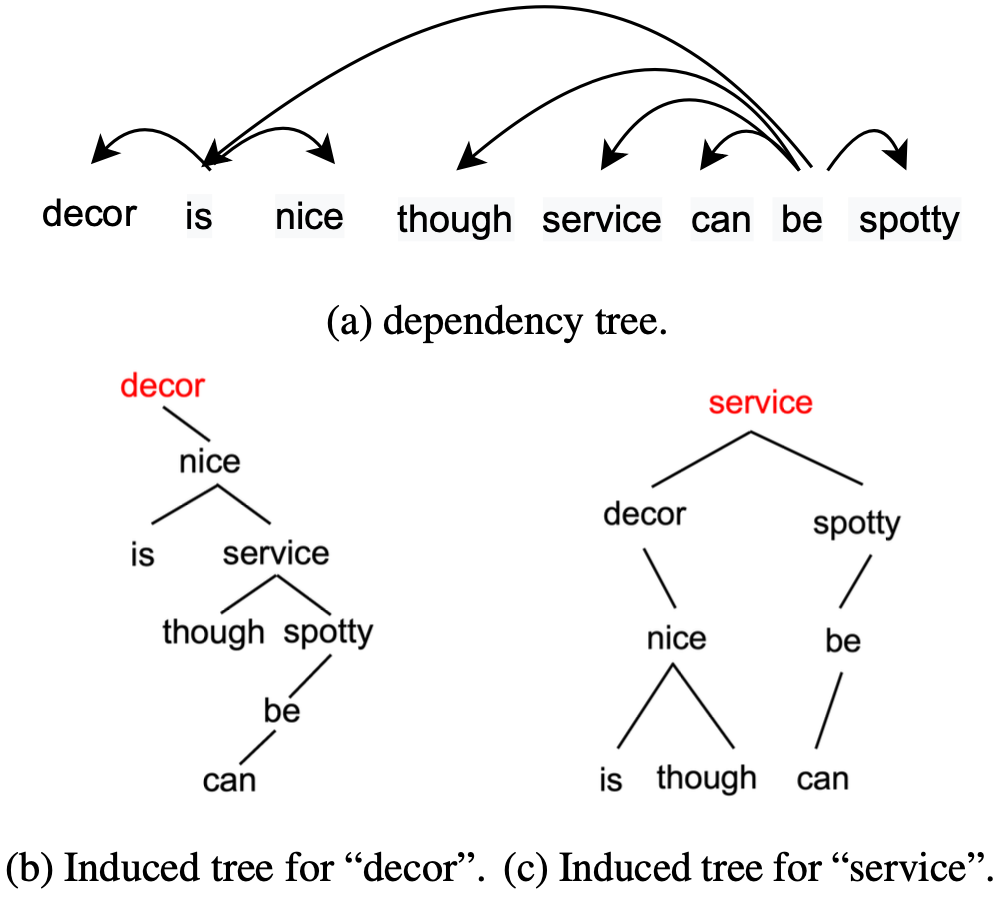 decor is nice though service can be spotty
(a) dependency tree.
decor
nice
is service
though spotty
be
can
(b) Induced tree for “decor”.
service
decor spotty
nice be
is though can
(c) Induced tree for “service”.